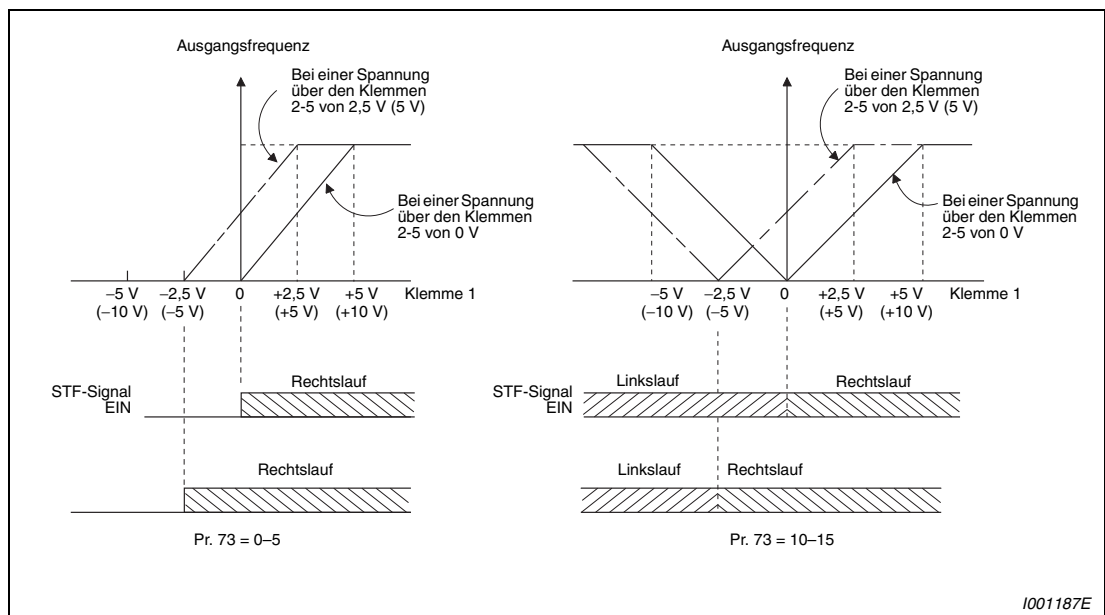 Ausgangsfrequenz
Bei einer Spannung
über den Klemmen
2-5 von 2,5 V (5 V)
Bei einer Spannung
über den Klemmen
2-5 von 0 V
–5 V –2,5 V 0 +2,5 V +5 V Klemme 1
(–10 V) (–5 V) (+5 V) (+10 V)
STF-Signal
EIN
Rechtslauf
Rechtslauf
Pr. 73 = 0–5
Ausgangsfrequenz
Bei einer Spannung
über den Klemmen
2-5 von 2,5 V (5 V)
Bei einer Spannung
über den Klemmen
2-5 von 0 V
–5 V –2,5 V 0 +2,5 V +5 V Klemme 1
(–10 V) (–5 V) (+5 V) (+10 V)
STF-Signal
EIN
Linkslauf Rechtslauf
Linkslauf Rechtslauf
Pr. 73 = 10–15
I001187E